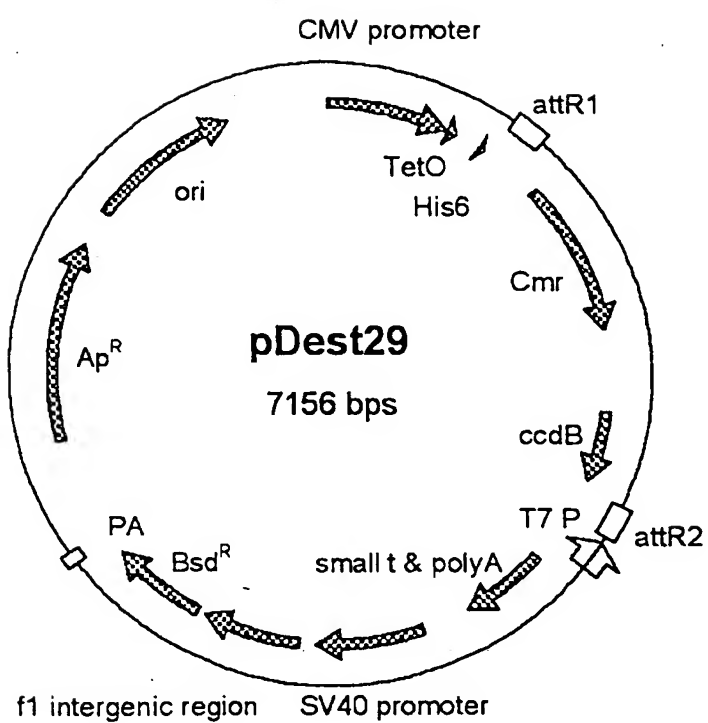 CMV promoter
attR1
TetO
His6
ori
Cmr
pDest29
7156 bps
Ap^R
ccdB
T7 P
attR2
PA
Bsd^R
small t & polyA
f1 intergenic region
SV40 promoter